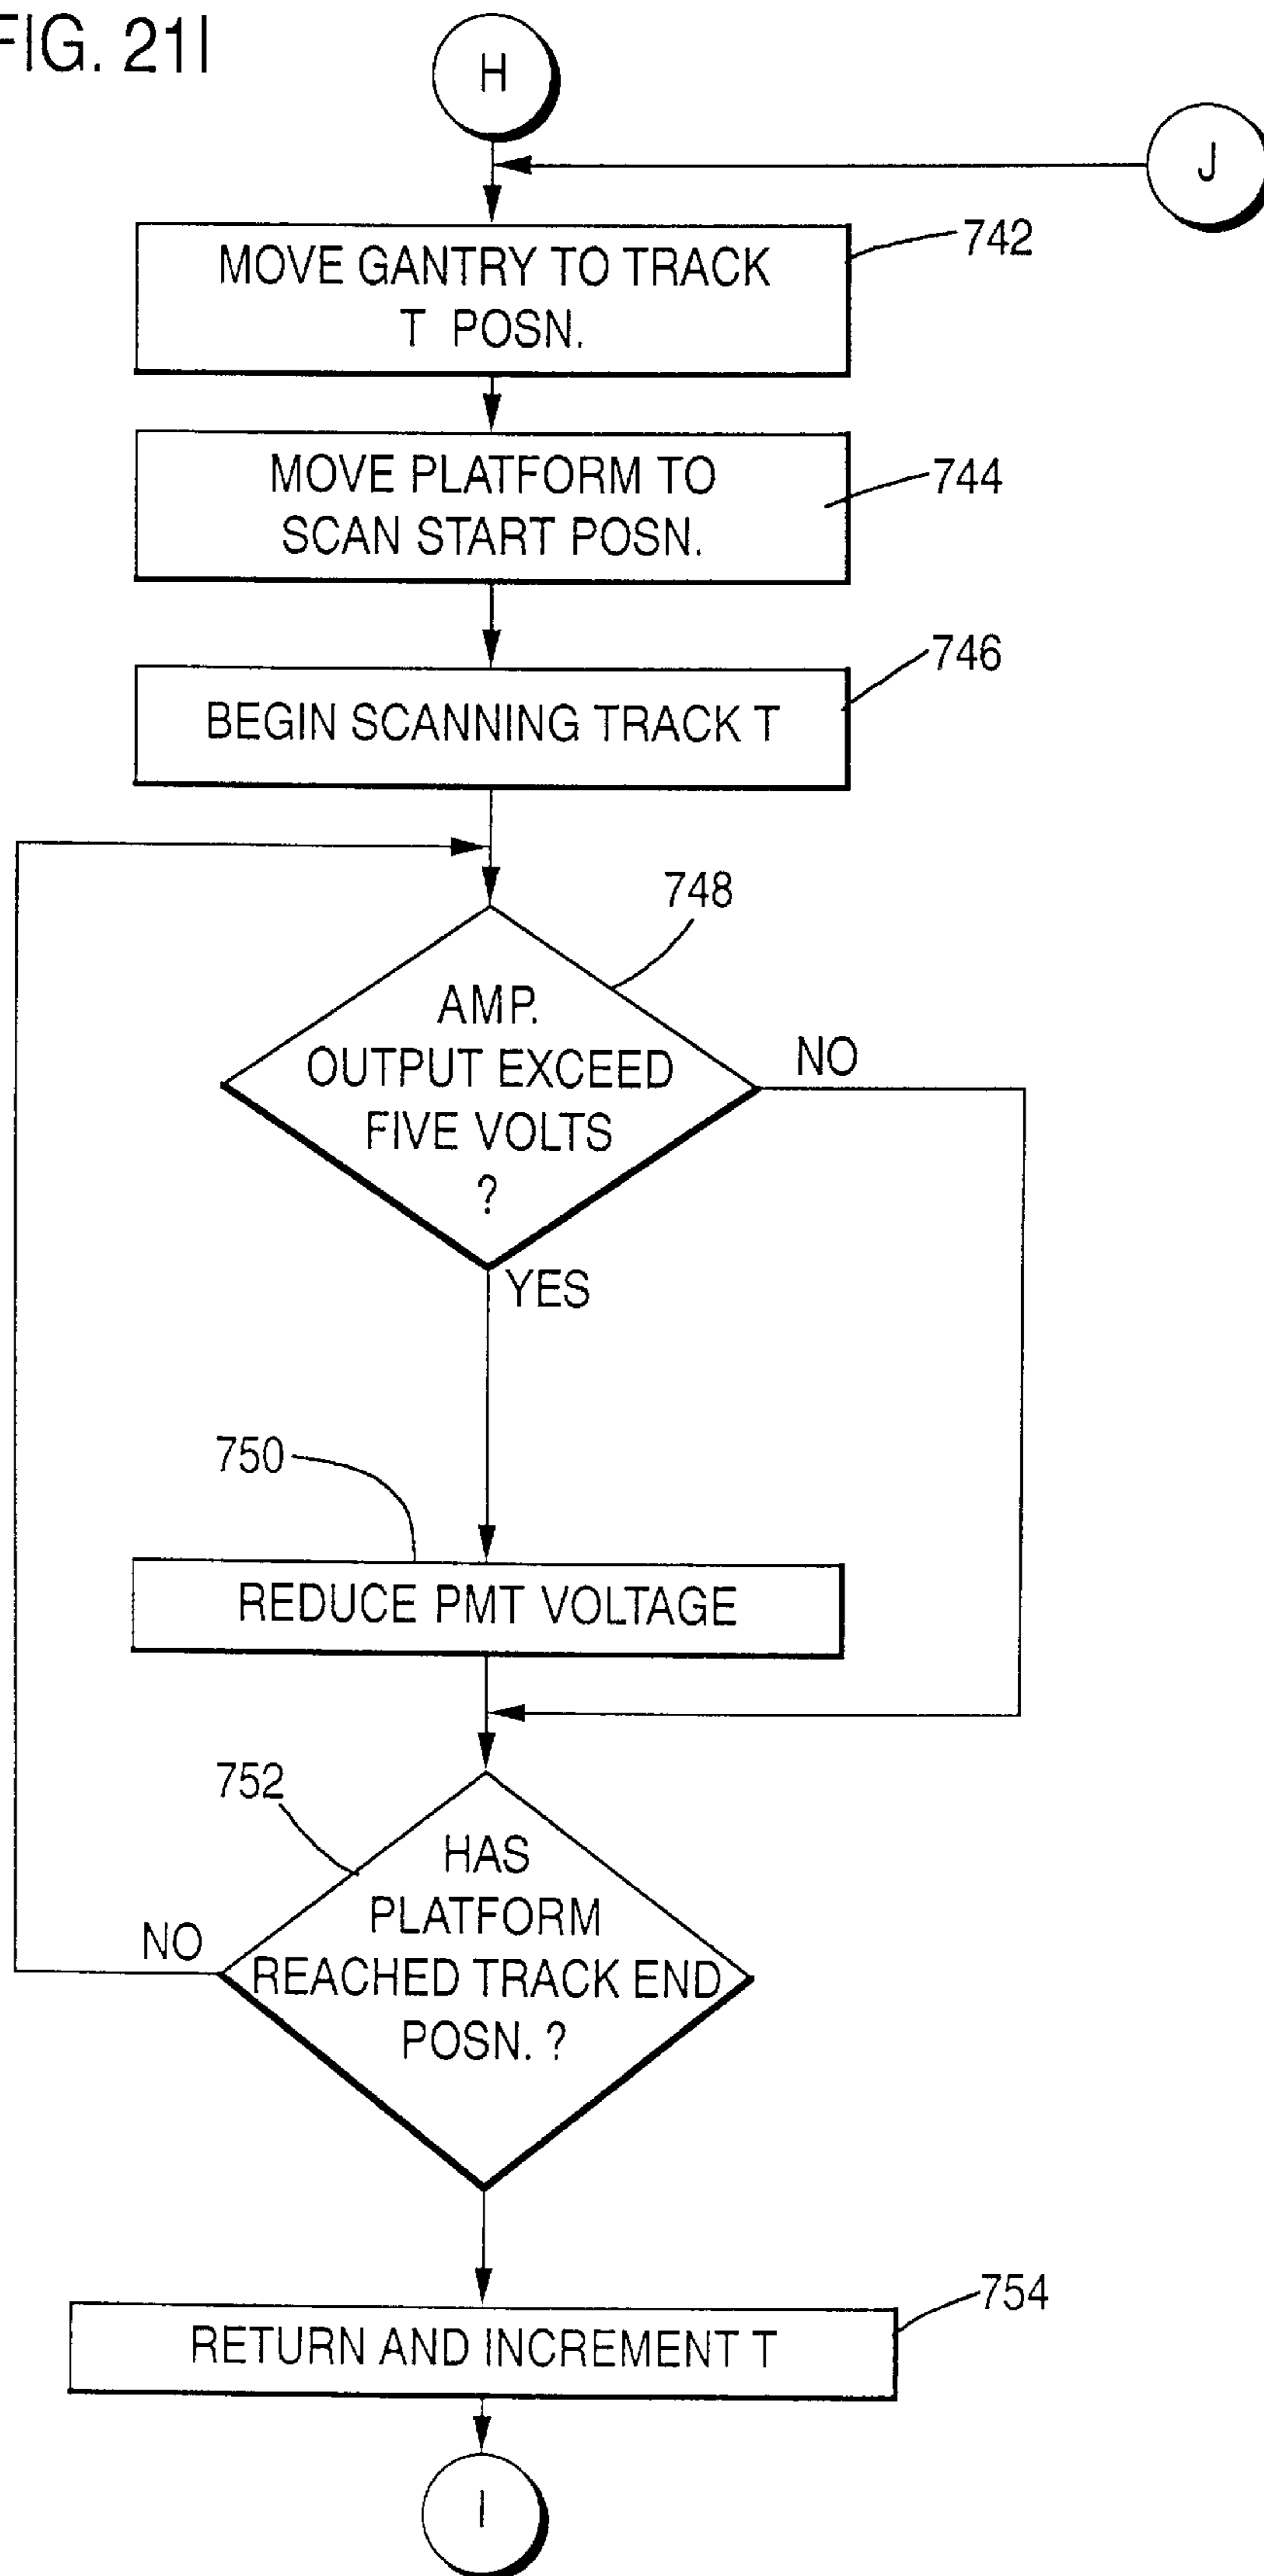 FIG. 21I
H
J
742
MOVE GANTRY TO TRACK
T POSN.
744
MOVE PLATFORM TO
SCAN START POSN.
746
BEGIN SCANNING TRACK T
748
AMP.
OUTPUT EXCEED
FIVE VOLTS
?
NO
YES
750
REDUCE PMT VOLTAGE
752
HAS
PLATFORM
REACHED TRACK END
POSN. ?
NO
754
RETURN AND INCREMENT T
I